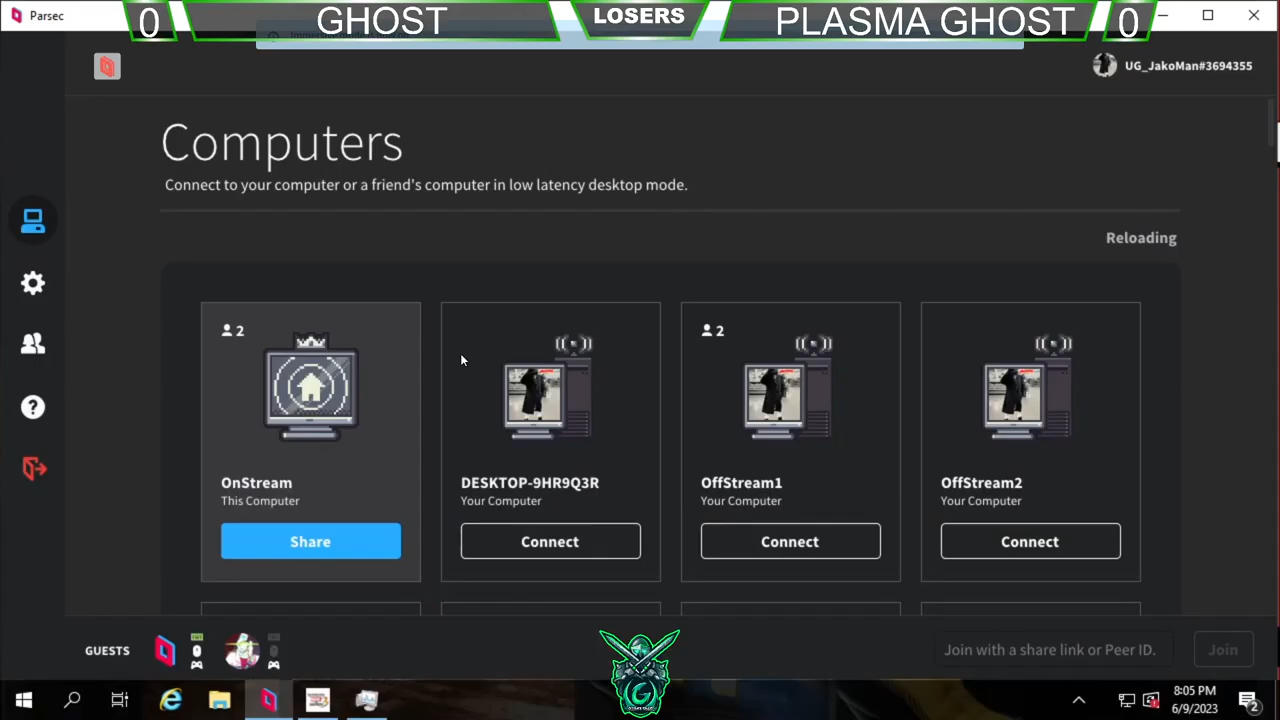 Parsec
0
GHOST
LOSERS
PLASMA GHOST
0
UG_JakoMan#3694355
Computers
Connect to your computer or a friend's computer in low latency desktop mode.
Reloading
2
2
OnStream
This Computer
Share
DESKTOP-9HR9Q3R
Your Computer
Connect
OffStream1
Your Computer
Connect
OffStream2
Your Computer
Connect
GUESTS
Join with a share link or Peer ID.
Join
8:05 PM
6/9/2023
2